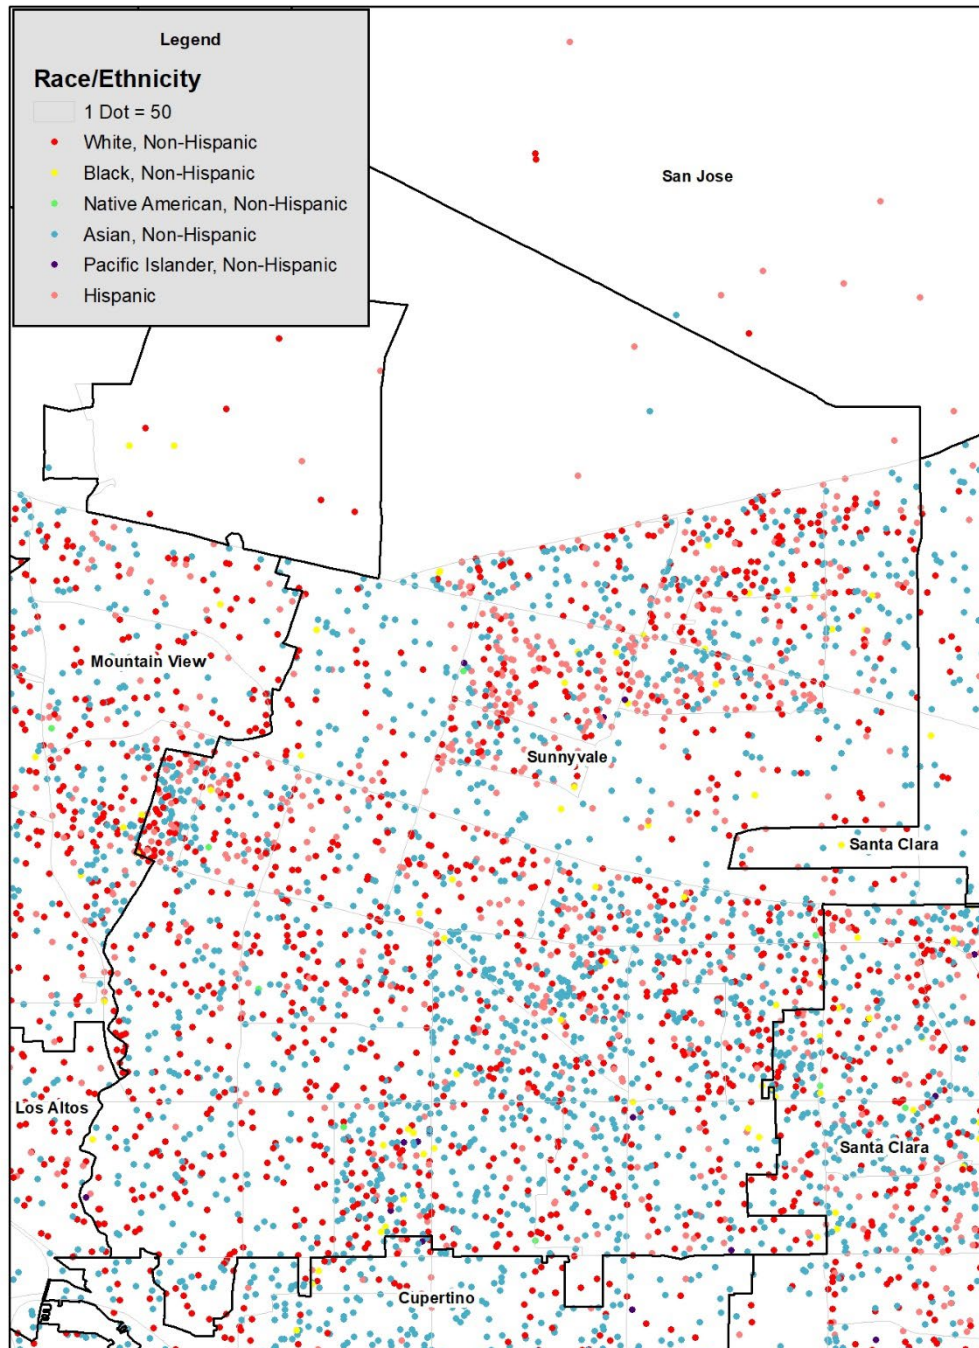 Legend
Race/Ethnicity
1 Dot = 50
White, Non-Hispanic
Black, Non-Hispanic
Native American, Non-Hispanic
Asian, Non-Hispanic
Pacific Islander, Non-Hispanic
Hispanic
San Jose
Mountain View
Sunnyvale
Santa Clara
Los Altos
Santa Clara
Cupertino